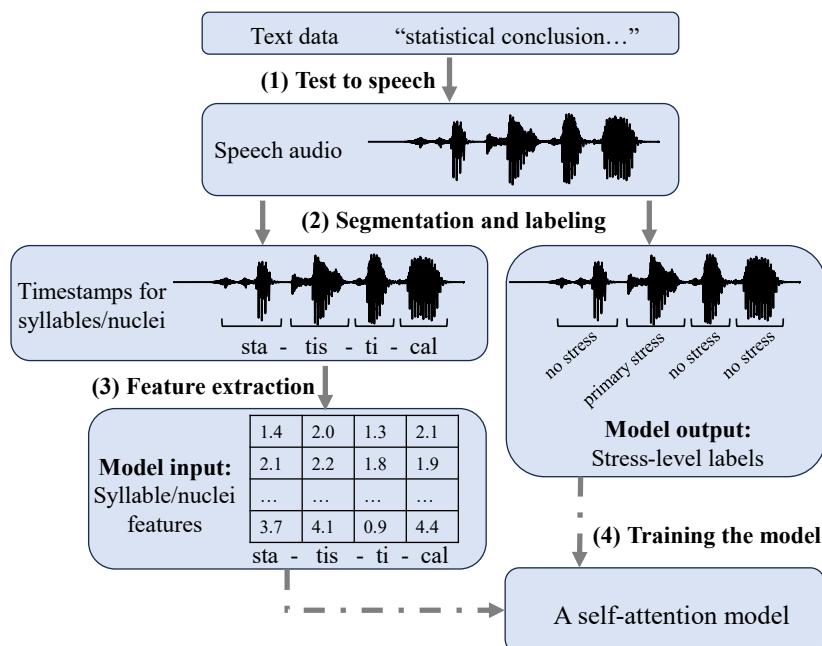 Text data “statistical conclusion…”
(1) Test to speech
Speech audio
(2) Segmentation and labeling
Timestamps for
syllables/nuclei
sta - tis - ti - cal
no stress
primary stress
no stress
no stress
Model output:
Stress-level labels
(3) Feature extraction
Model input:
Syllable/nuclei
features
1.4 2.0 1.3 2.1
2.1 2.2 1.8 1.9
… … … …
3.7 4.1 0.9 4.4
sta - tis - ti - cal
(4) Training the model
A self-attention model